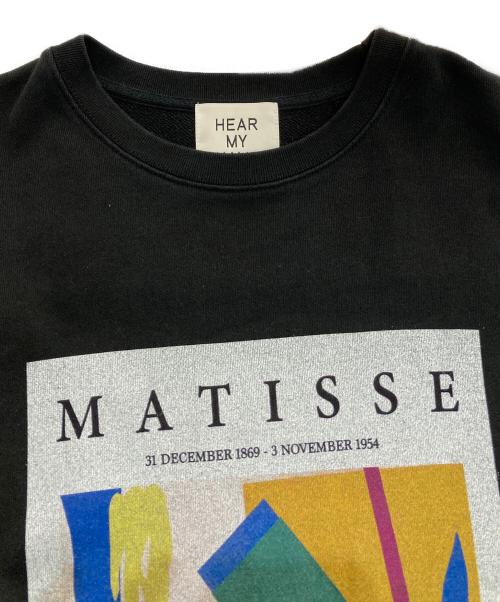 HEAR
MY
MATISSE
31 DECEMBER 1869 - 3 NOVEMBER 1954